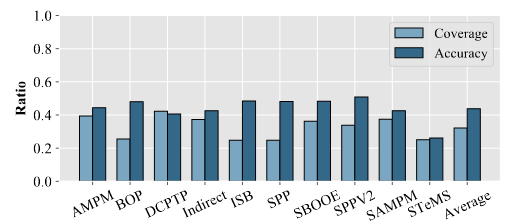 1.0
0.8
0.6
0.4
0.2
0.0
Ratio
Coverage
Accuracy
AMPM
BOP
DCPTP
Indirect
ISB
SPP
SBOOE
SPPV2
SAMPM
STeMS
Average